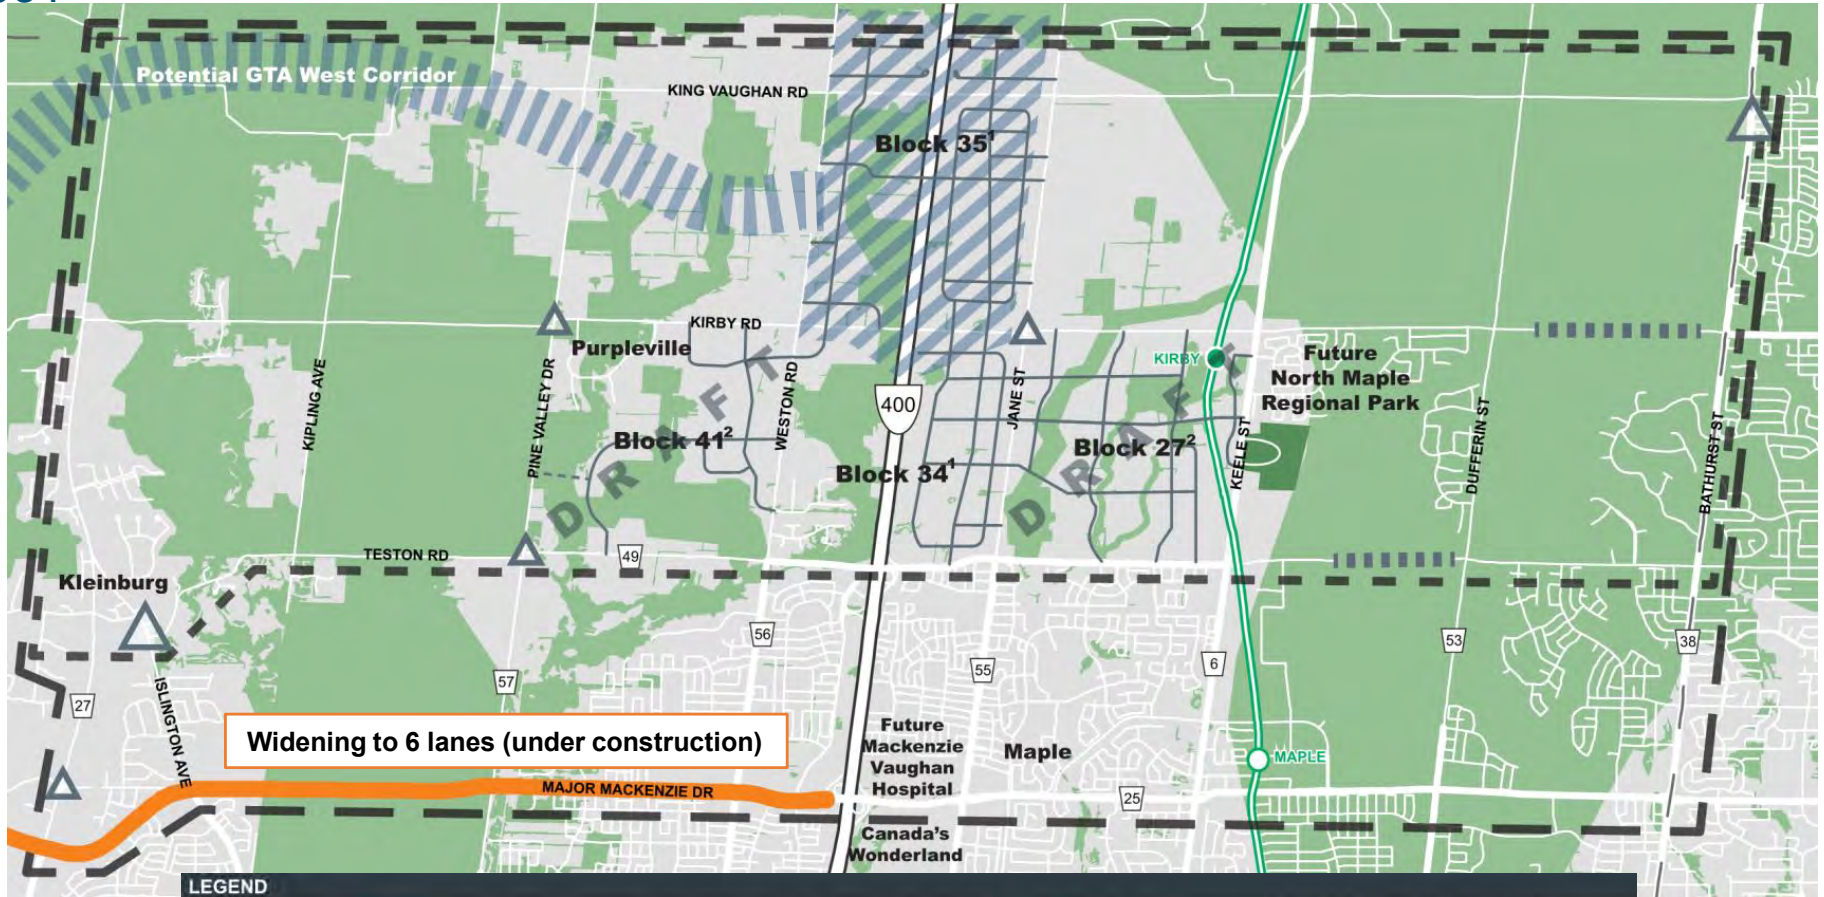 Potential GTA West Corridor
KING VAUGHAN RD
Block 35¹
KIRBY RD
Purpleville
KIPLING AVE
PINE VALLEY DR
WESTON RD
400
JANE ST
KIRBY
Future
North Maple
Regional Park
KEELE ST
DUFFERIN ST
BATHURST ST
Block 41²
Block 34¹
Block 27²
DRAFT
DRAFT
TESTON RD
49
Kleinburg
56
55
6
53
38
57
27
ISLINGTON AVE
Widening to 6 lanes (under construction)
Future
Mackenzie
Vaughan
Hospital
Maple
MAPLE
MAJOR MACKENZIE DR
25
Canada's
Wonderland
LEGEND